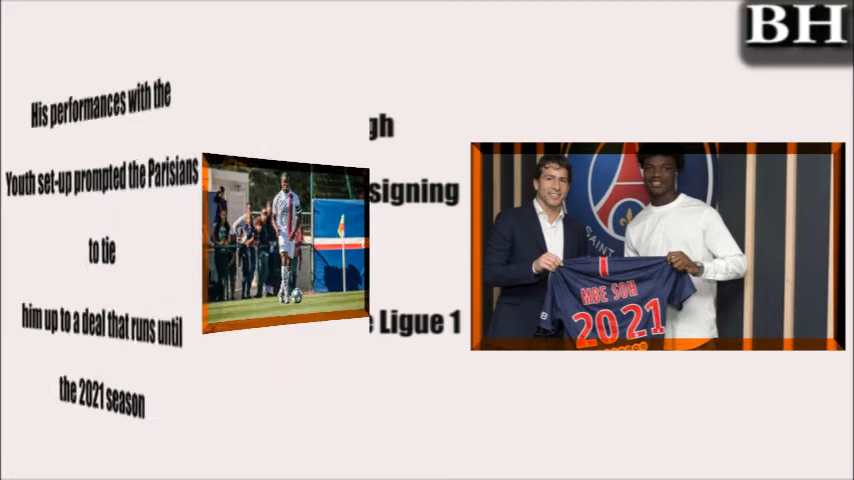 BH
His performances with the
Youth set-up prompted the Parisians
to tie
him up to a deal that runs until
the 2021 season
gh
signing
Ligue 1
SAINT
MBE SOH
2021